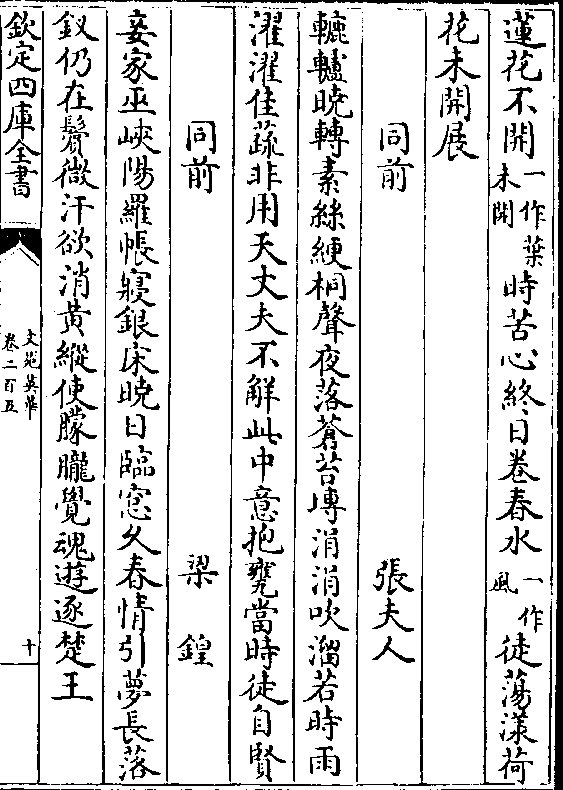 蓮花不開一作葉未開時苦心終日卷春水一作風徒蕩漾荷
花未開展
同前　張夫人
轆轤曉轉素絲綆桐聲夜落蒼苔塼涓涓吹溜若時雨
濯濯佳蔬非用天丈夫不解此中意抱甕當時徒自賢
同前　梁鍠
妾家巫峽陽羅帳寢銀床曉日臨窓久春情引夢長落
釵仍在鬢微汗欲消黃縱使朦朧覺魂遊逐楚王
欽定四庫全書
文苑英華
卷二百五
十